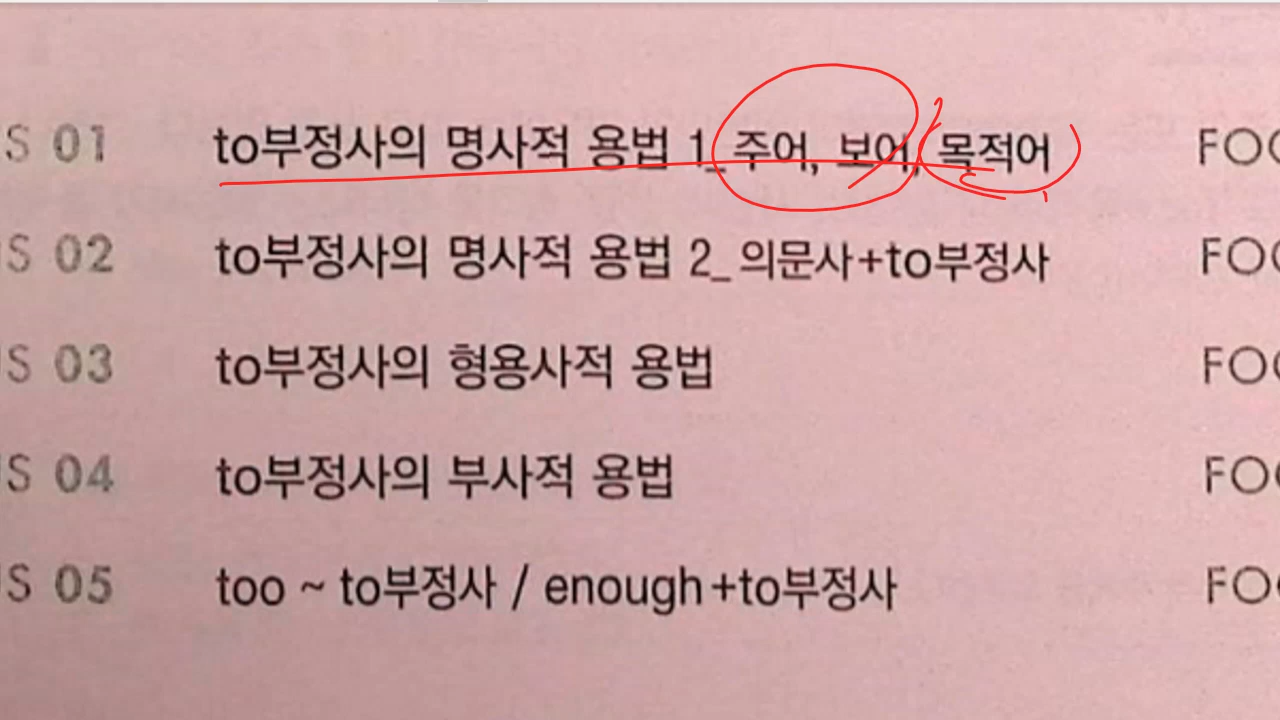 S 01 to부정사의 명사적 용법 1_ 주어, 보어, 목적어 FOC
S 02 to부정사의 명사적 용법 2_ 의문사+to부정사 FOC
S 03 to부정사의 형용사적 용법 FOC
S 04 to부정사의 부사적 용법 FOC
S 05 too ~ to부정사 / enough+to부정사 FOC